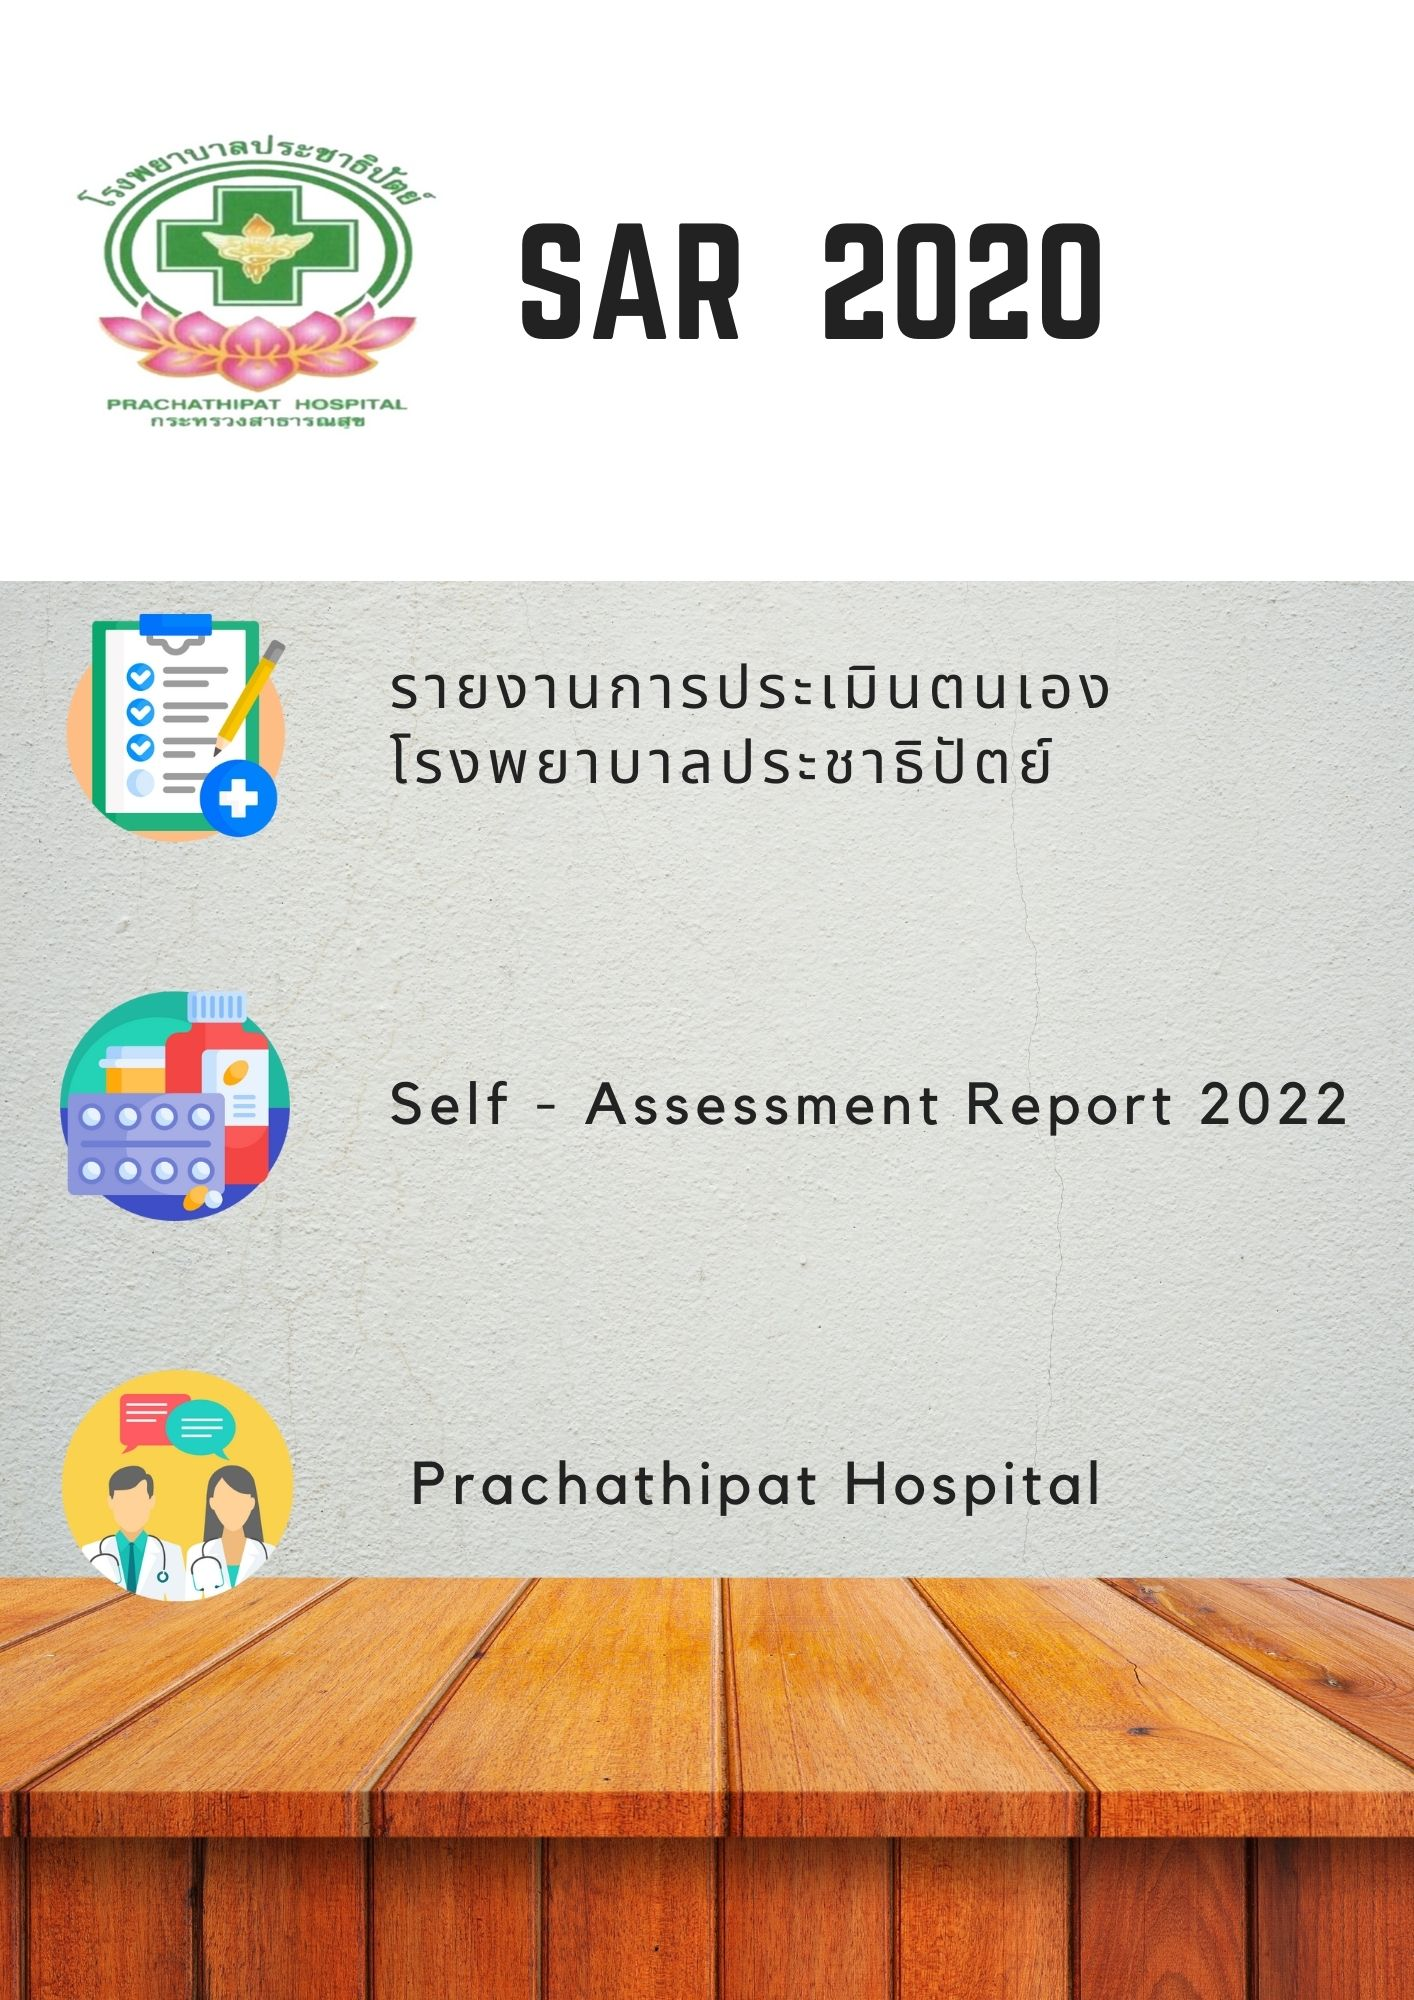 โรงพยาบาลประชาธิปัตย์
PRACHATHIPAT HOSPITAL
กระทรวงสาธารณสุข
SAR 2020
รายงานการประเมินตนเอง
โรงพยาบาลประชาธิปัตย์
Self - Assessment Report 2022
Prachathipat Hospital